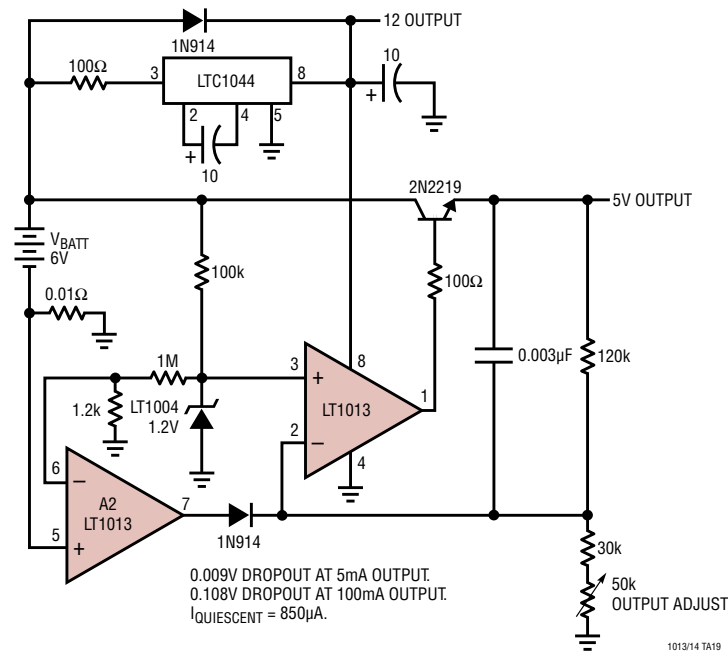 12 OUTPUT
1N914
100Ω
3
LTC1044
8
10
+
2
4
5
+
10
2N2219
5V OUTPUT
VBATT
6V
100k
100Ω
0.01Ω
1M
3
+
8
LT1013
1
0.003µF
120k
1.2k
LT1004
1.2V
2
–
4
6
–
A2
LT1013
7
5
+
1N914
30k
0.009V DROPOUT AT 5mA OUTPUT.
0.108V DROPOUT AT 100mA OUTPUT.
IQUIESCENT = 850µA.
50k
OUTPUT ADJUST
1013/14 TA19